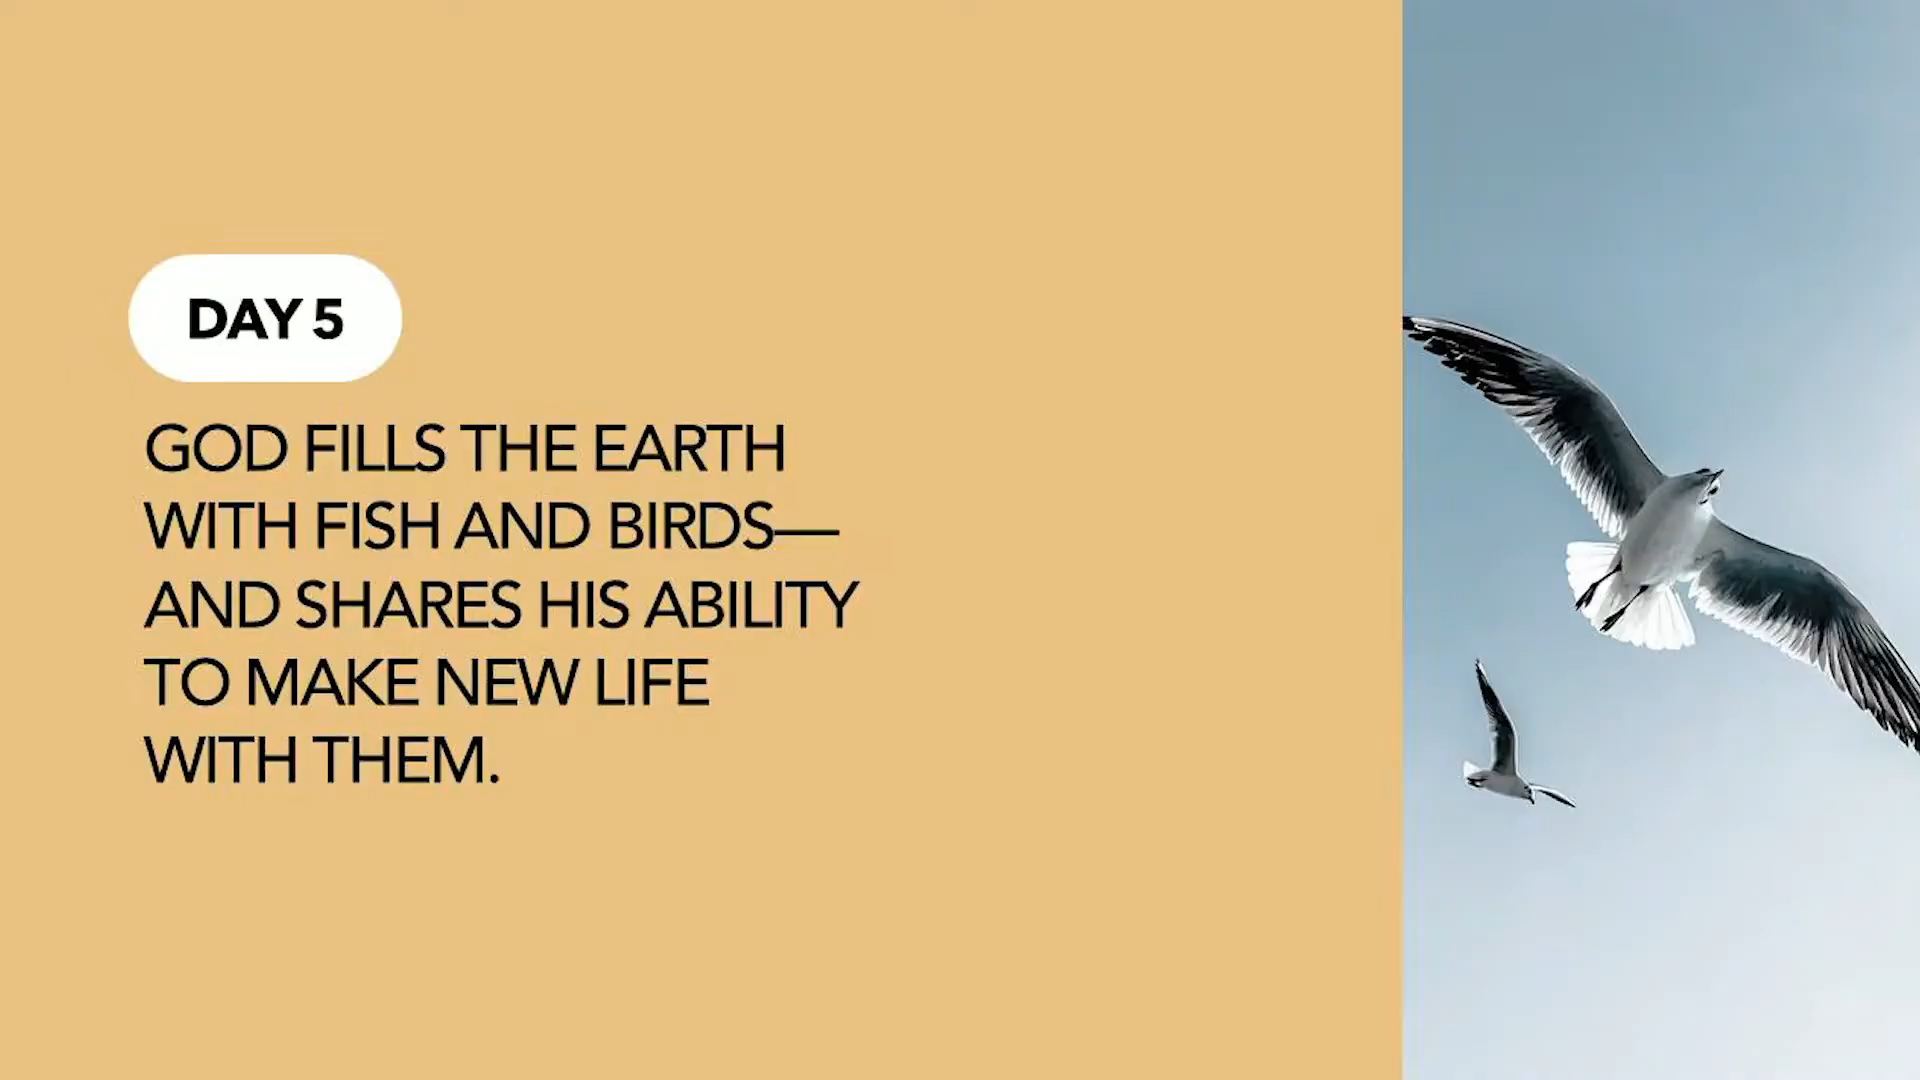 DAY 5
GOD FILLS THE EARTH
WITH FISH AND BIRDS—
AND SHARES HIS ABILITY
TO MAKE NEW LIFE
WITH THEM.